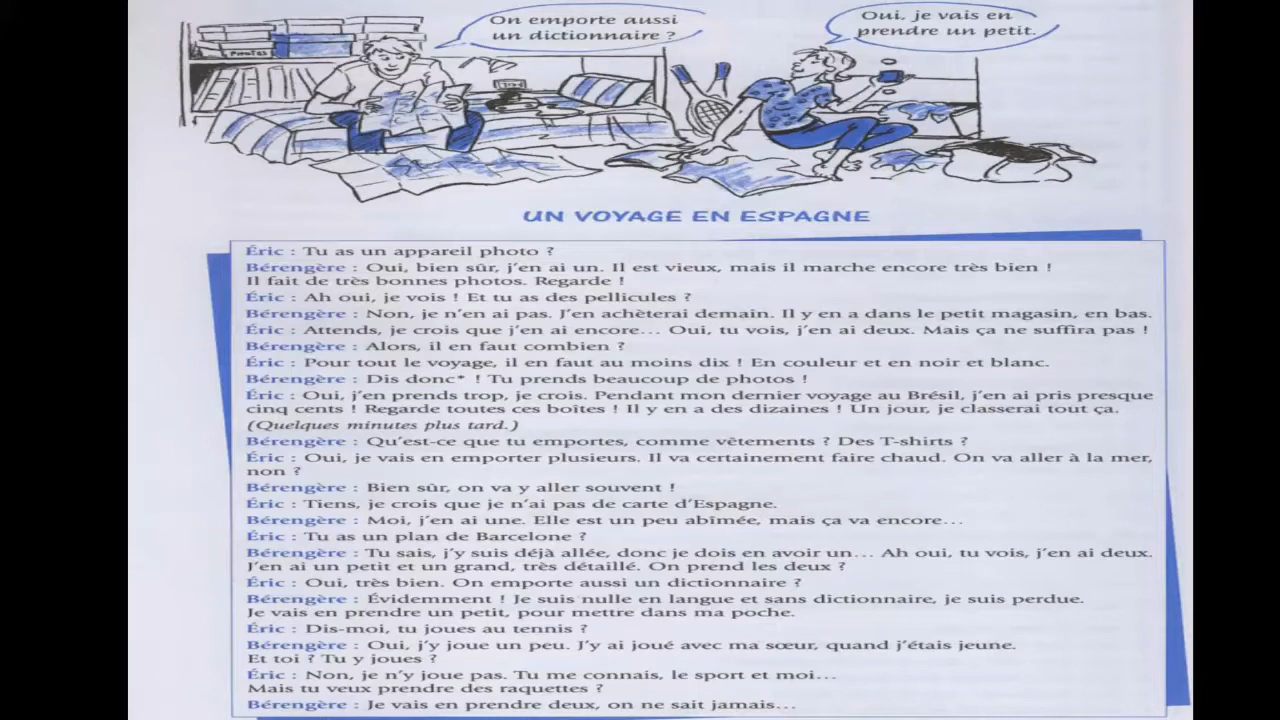 On emporte aussi
un dictionnaire ?
Oui, je vais en
prendre un petit.
UN VOYAGE EN ESPAGNE
Éric : Tu as un appareil photo ?
Bérengère : Oui, bien sûr, j'en ai un. Il est vieux, mais il marche encore très bien !
Il fait de très bonnes photos. Regarde !
Éric : Ah oui, je vois ! Et tu as des pellicules ?
Bérengère : Non, je n'en ai pas. J'en achèterai demain. Il y en a dans le petit magasin, en bas.
Éric : Attends, je crois que j'en ai encore... Oui, tu vois, j'en ai deux. Mais ça ne suffira pas !
Bérengère : Alors, il en faut combien ?
Éric : Pour tout le voyage, il en faut au moins dix ! En couleur et en noir et blanc.
Bérengère : Dis donc* ! Tu prends beaucoup de photos !
Éric : Oui, j'en prends trop, je crois. Pendant mon dernier voyage au Brésil, j'en ai pris presque
cinq cents ! Regarde toutes ces boîtes ! Il y en a des dizaines ! Un jour, je classerai tout ça.
(Quelques minutes plus tard.)
Bérengère : Qu'est-ce que tu emportes, comme vêtements ? Des T-shirts ?
Éric : Oui, je vais en emporter plusieurs. Il va certainement faire chaud. On va aller à la mer,
non ?
Bérengère : Bien sûr, on va y aller souvent !
Éric : Tiens, je crois que je n'ai pas de carte d'Espagne.
Bérengère : Moi, j'en ai une. Elle est un peu abîmée, mais ça va encore...
Éric : Tu as un plan de Barcelone ?
Bérengère : Tu sais, j'y suis déjà allée, donc je dois en avoir un... Ah oui, tu vois, j'en ai deux.
J'en ai un petit et un grand, très détaillé. On prend les deux ?
Éric : Oui, très bien. On emporte aussi un dictionnaire ?
Bérengère : Évidemment ! Je suis nulle en langue et sans dictionnaire, je suis perdue.
Je vais en prendre un petit, pour mettre dans ma poche.
Éric : Dis-moi, tu joues au tennis ?
Bérengère : Oui, j'y joue un peu. J'y ai joué avec ma sœur, quand j'étais jeune.
Et toi ? Tu y joues ?
Éric : Non, je n'y joue pas. Tu me connais, le sport et moi...
Mais tu veux prendre des raquettes ?
Bérengère : Je vais en prendre deux, on ne sait jamais...